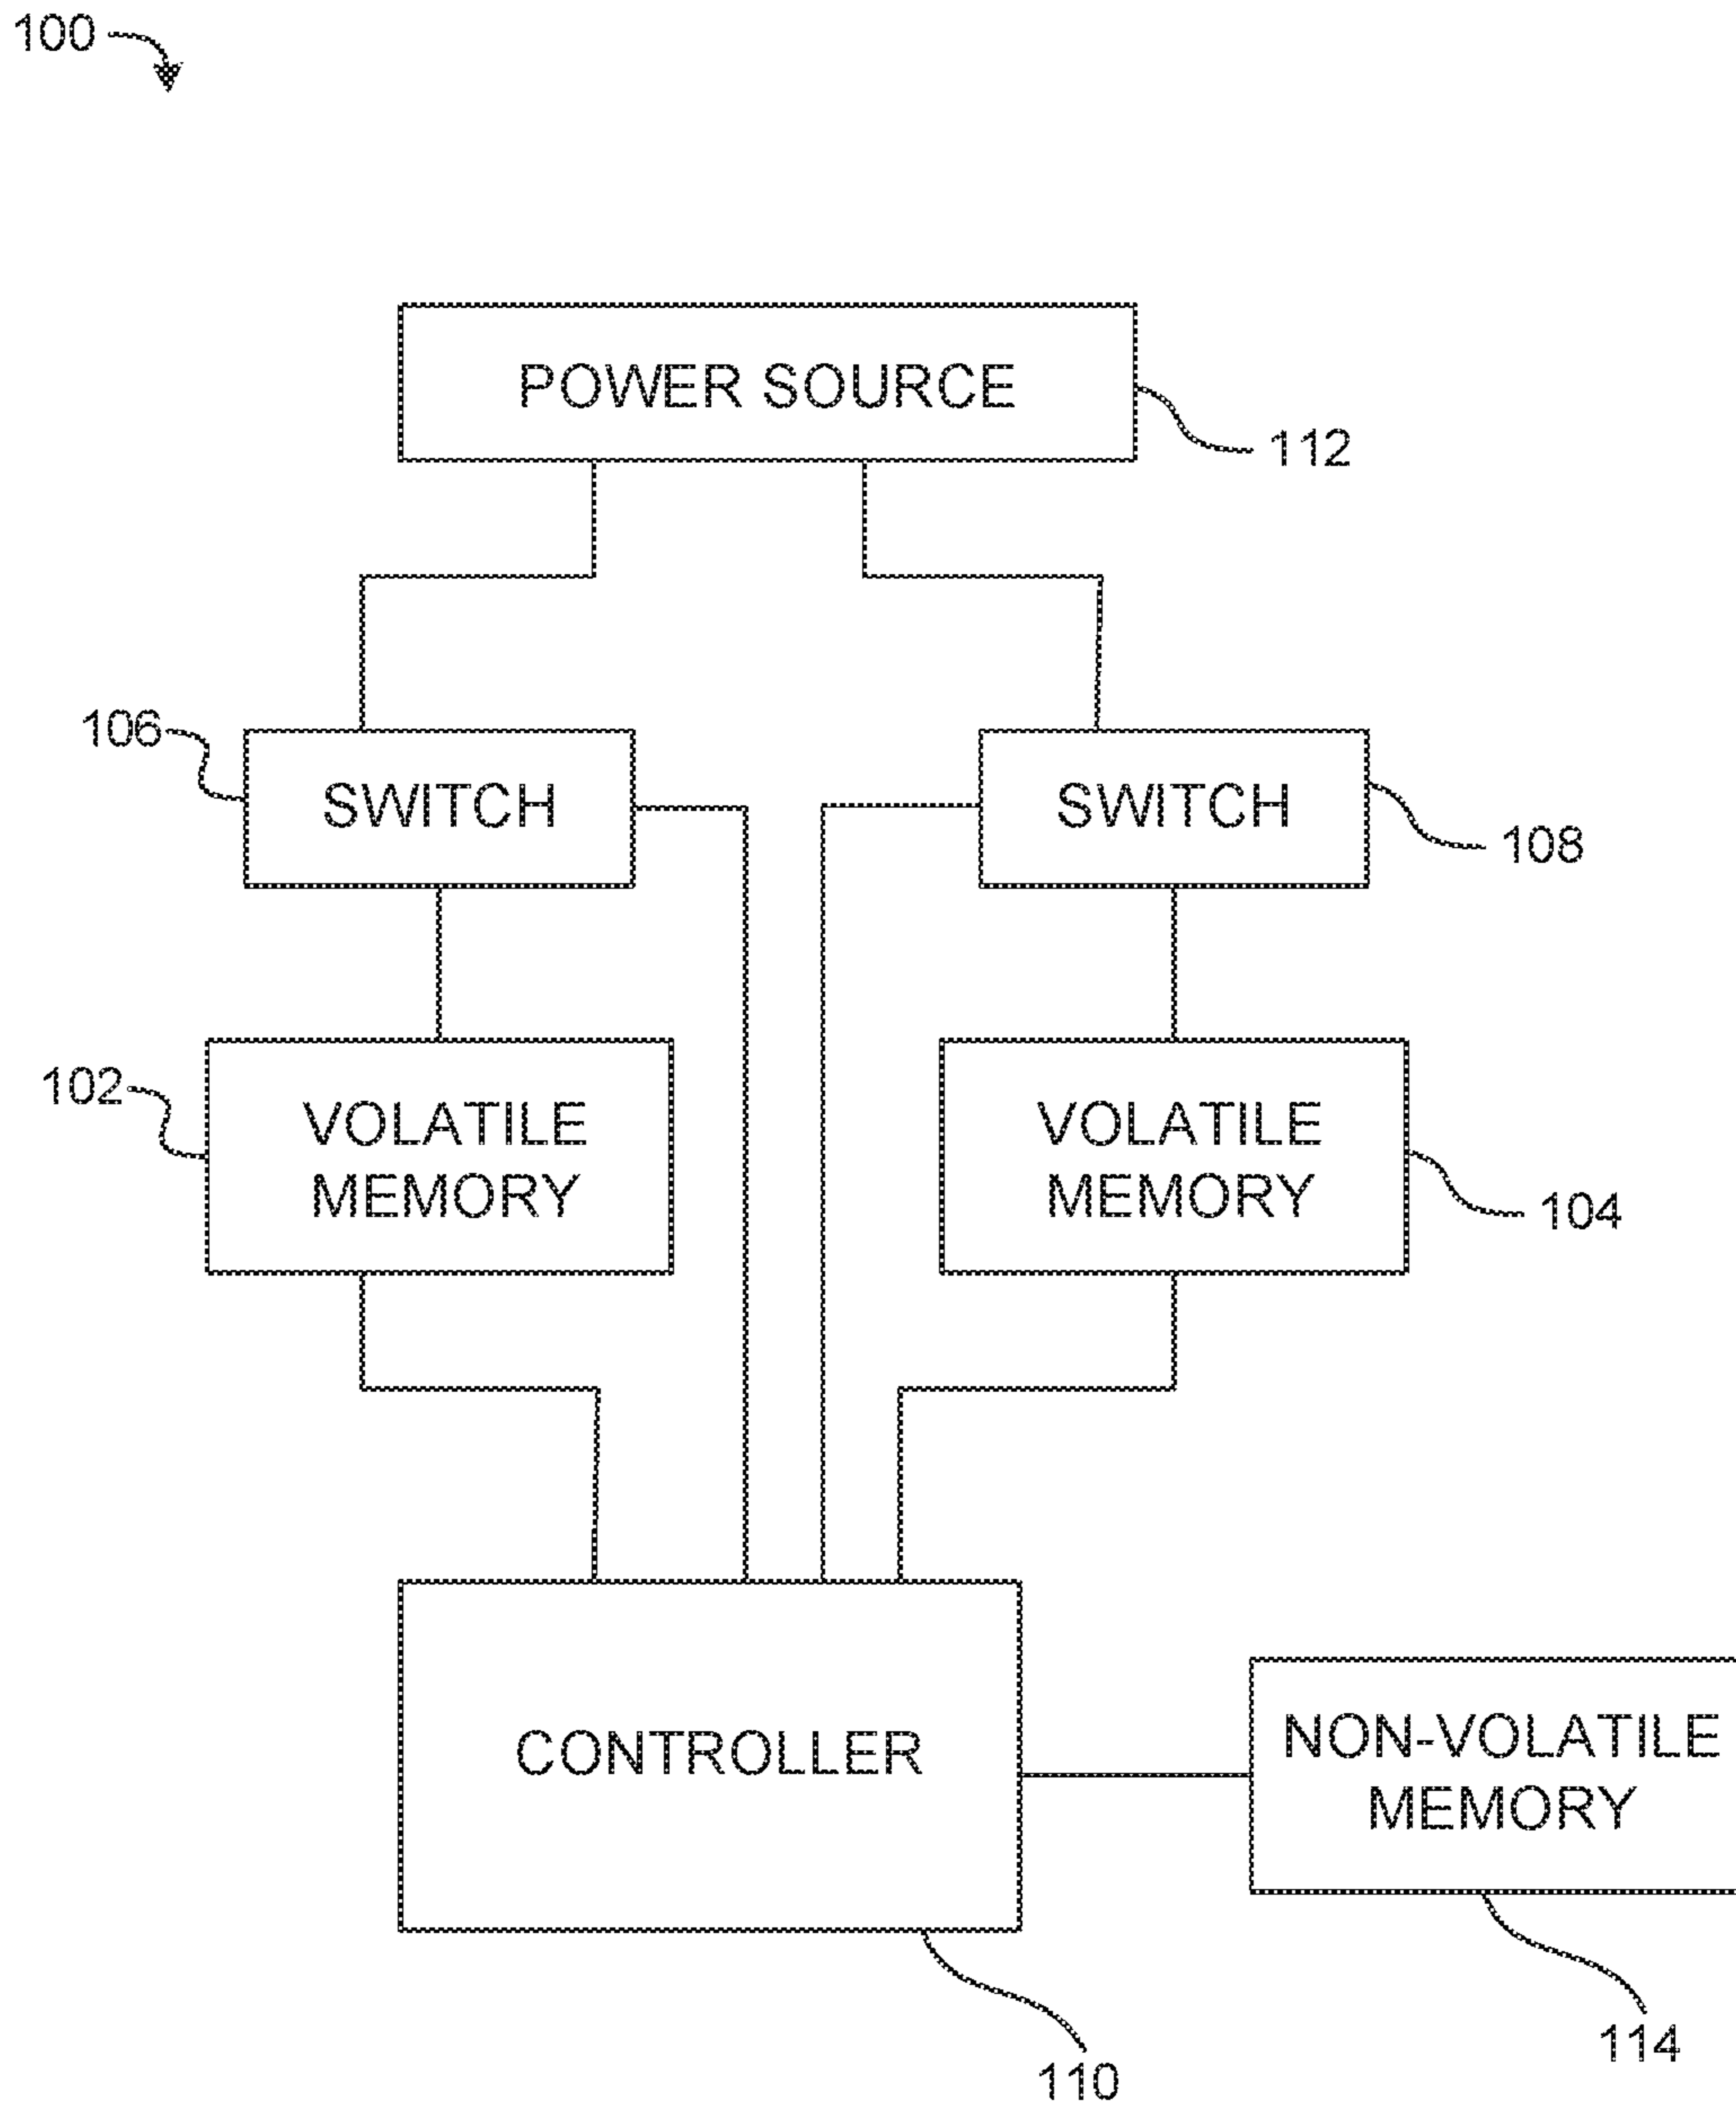 100
POWER SOURCE
112
106
SWITCH
SWITCH
108
102
VOLATILE
MEMORY
VOLATILE
MEMORY
104
CONTROLLER
NON-VOLATILE
MEMORY
114
110